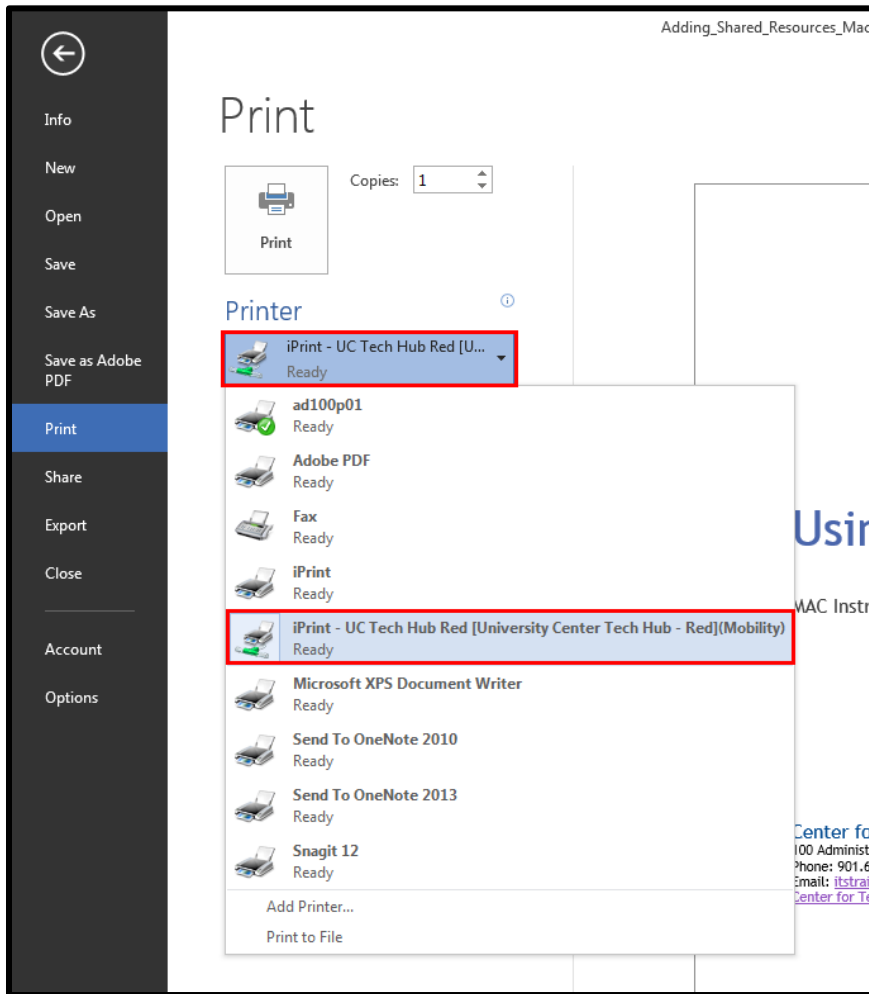 Adding_Shared_Resources_Mac
Info
New
Open
Save
Save As
Save as Adobe
PDF
Print
Share
Export
Close
Account
Options
Print
Copies: 1
Print
Printer
iPrint - UC Tech Hub Red [U...
Ready
ad100p01
Ready
Adobe PDF
Ready
Fax
Ready
iPrint
Ready
iPrint - UC Tech Hub Red [University Center Tech Hub - Red](Mobility)
Ready
Microsoft XPS Document Writer
Ready
Send To OneNote 2010
Ready
Send To OneNote 2013
Ready
Snagit 12
Ready
Add Printer...
Print to File
Usin
MAC Instr
Center fo
100 Administ
Phone: 901.6
Email: itstrai
Center for Te